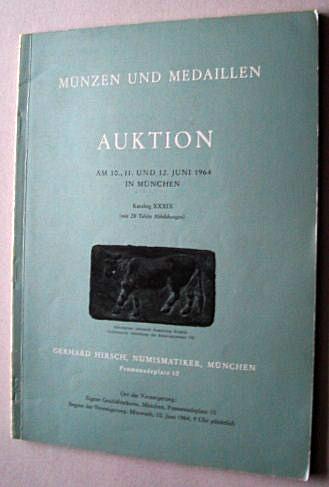 MÜNZEN UND MEDAILLEN
AUKTION
AM 10., 11. UND 12. JUNI 1964
IN MÜNCHEN
Katalog XXXIX
(mit 28 Tafeln Abbildungen)
GERHARD HIRSCH, NUMISMATIKER, MÜNCHEN
Promenadeplatz 10
Ort der Versteigerung:
Eigene Geschäftsräume, München, Promenadeplatz 10
Beginn der Versteigerung: Mittwoch, 10. Juni 1964, 9 Uhr pünktlich